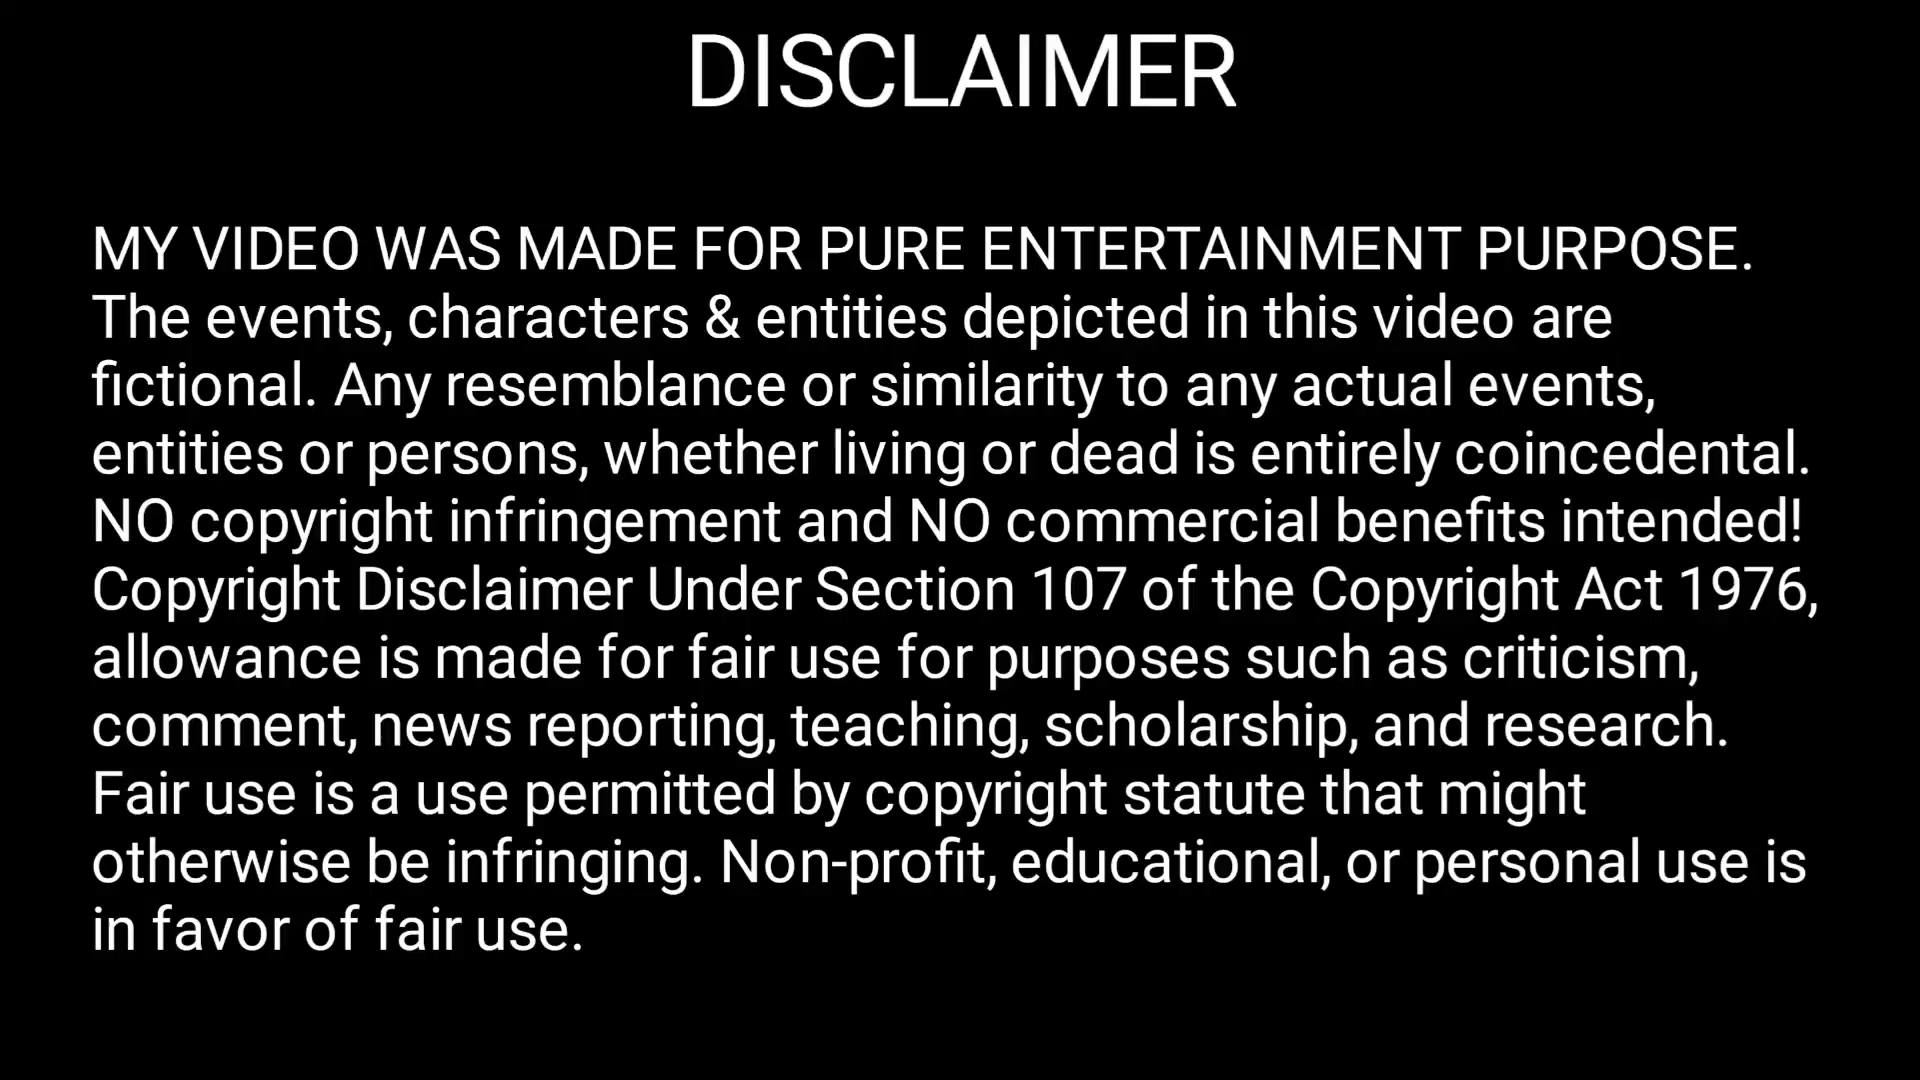 DISCLAIMER
MY VIDEO WAS MADE FOR PURE ENTERTAINMENT PURPOSE.
The events, characters & entities depicted in this video are
fictional. Any resemblance or similarity to any actual events,
entities or persons, whether living or dead is entirely coincedental.
NO copyright infringement and NO commercial benefits intended!
Copyright Disclaimer Under Section 107 of the Copyright Act 1976,
allowance is made for fair use for purposes such as criticism,
comment, news reporting, teaching, scholarship, and research.
Fair use is a use permitted by copyright statute that might
otherwise be infringing. Non-profit, educational, or personal use is
in favor of fair use.